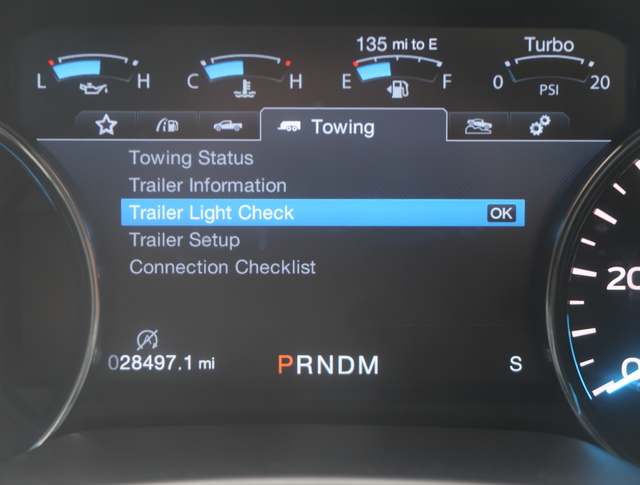 135 mi to E
Turbo
L H C H E F 0 20
PSI
Towing
Towing Status
Trailer Information
Trailer Light Check OK
Trailer Setup
Connection Checklist
20
028497.1 mi
PRNDM
S
0